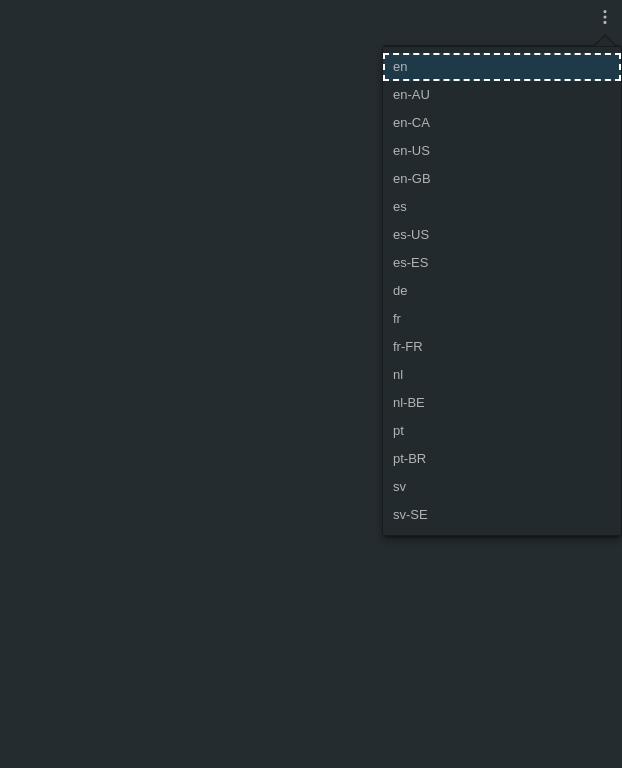 en
en-AU
en-CA
en-US
en-GB
es
es-US
es-ES
de
fr
fr-FR
nl
nl-BE
pt
pt-BR
sv
sv-SE